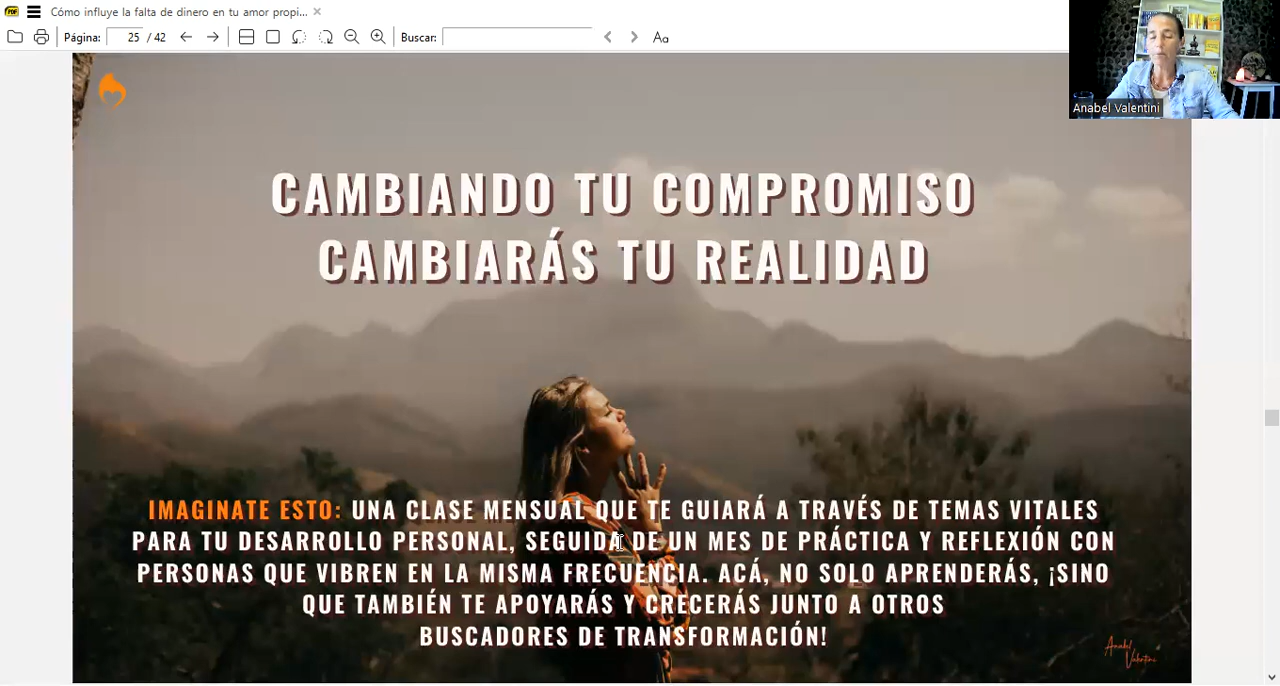 Cómo influye la falta de dinero en tu amor propi...
Página: 25 / 42 Buscar: Aa
Anabel Valentini
CAMBIANDO TU COMPROMISO
CAMBIARÁS TU REALIDAD
IMAGINATE ESTO: UNA CLASE MENSUAL QUE TE GUIARÁ A TRAVÉS DE TEMAS VITALES
PARA TU DESARROLLO PERSONAL, SEGUIDA DE UN MES DE PRÁCTICA Y REFLEXIÓN CON
PERSONAS QUE VIBREN EN LA MISMA FRECUENCIA. ACÁ, NO SOLO APRENDERÁS, ¡SINO
QUE TAMBIÉN TE APOYARÁS Y CRECERÁS JUNTO A OTROS
BUSCADORES DE TRANSFORMACIÓN!
Anabel
Valentini